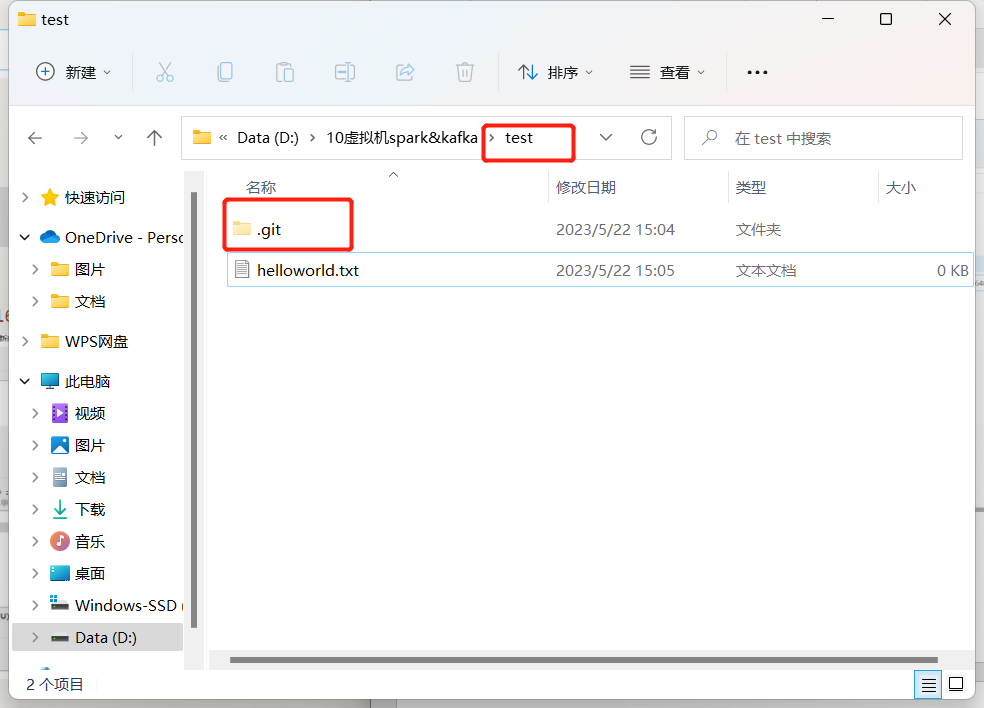 test
新建
排序
查看
« Data (D:) › 10虚拟机spark&kafka › test
在 test 中搜索
名称 修改日期 类型 大小
.git 2023/5/22 15:04 文件夹
helloworld.txt 2023/5/22 15:05 文本文档 0 KB
快速访问
OneDrive - Persc
图片
文档
WPS网盘
此电脑
视频
图片
文档
下载
音乐
桌面
Windows-SSD (
Data (D:)
2 个项目